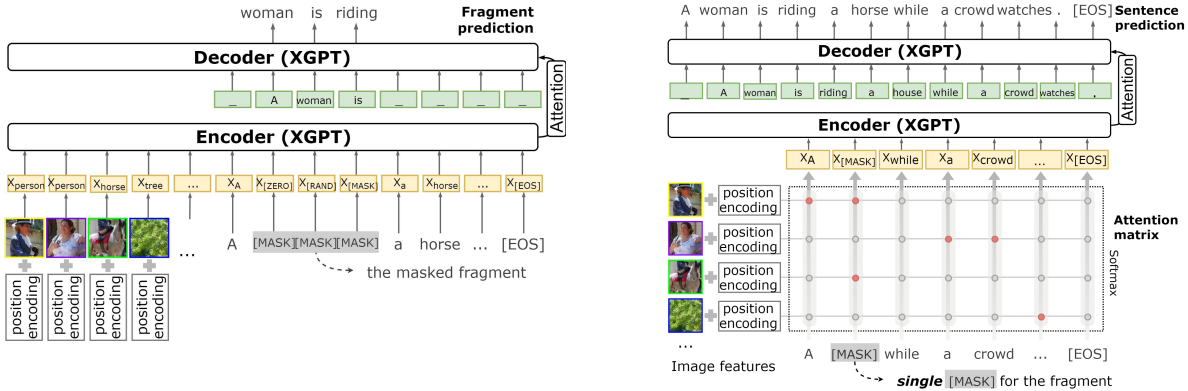 woman is riding
Fragment prediction
Decoder (XGPT)
_ A woman is _ _ _ _
Attention
Encoder (XGPT)
Xperson Xperson Xhorse Xtree ... XA X[ZERO] X[RAND] X[MASK] Xa Xhorse ... X[EOS]
... A [MASK][MASK][MASK] a horse ... [EOS]
the masked fragment
position encoding position encoding position encoding position encoding
A woman is riding a horse while a crowd watches . [EOS]
Sentence prediction
Decoder (XGPT)
_ A woman is riding a house while a crowd watches .
Attention
Encoder (XGPT)
XA X[MASK] Xwhile Xa Xcrowd ... X[EOS]
position encoding
position encoding
position encoding
position encoding
Attention matrix
Softmax
...
Image features
A [MASK] while a crowd ... [EOS]
single [MASK] for the fragment